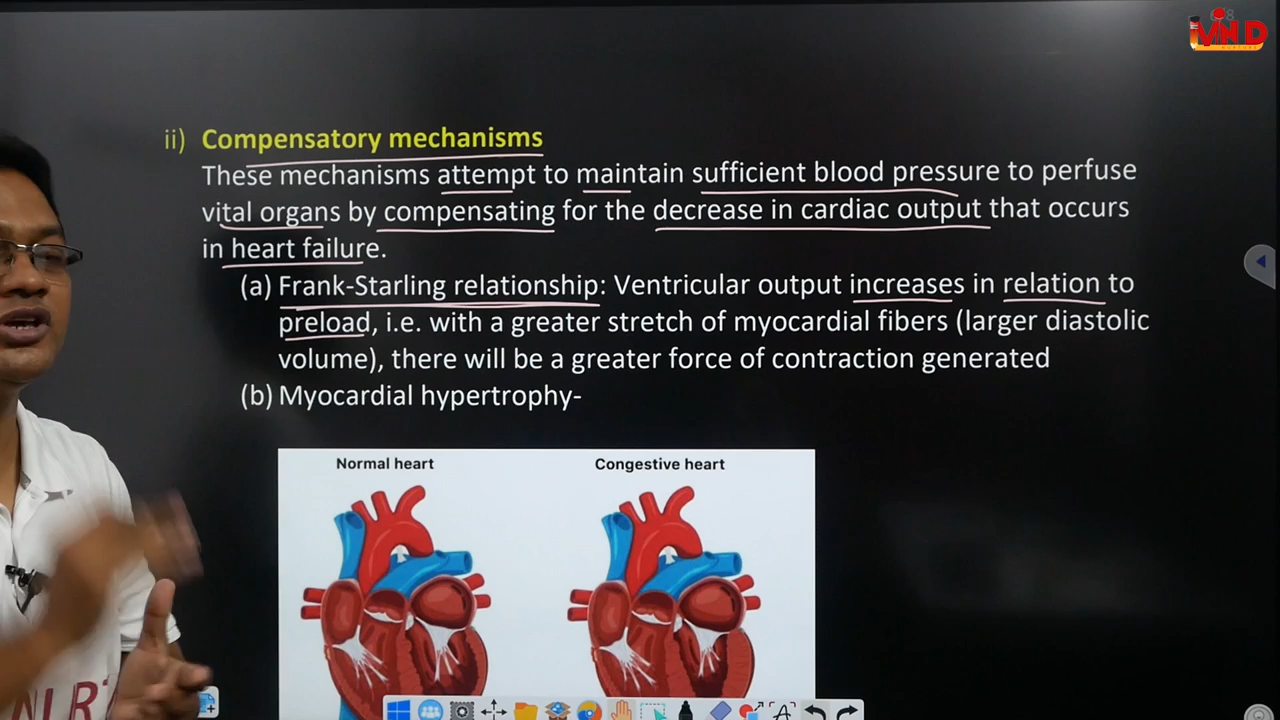 ii) Compensatory mechanisms
These mechanisms attempt to maintain sufficient blood pressure to perfuse
vital organs by compensating for the decrease in cardiac output that occurs
in heart failure.
(a) Frank-Starling relationship: Ventricular output increases in relation to
preload, i.e. with a greater stretch of myocardial fibers (larger diastolic
volume), there will be a greater force of contraction generated
(b) Myocardial hypertrophy-
Normal heart
Congestive heart